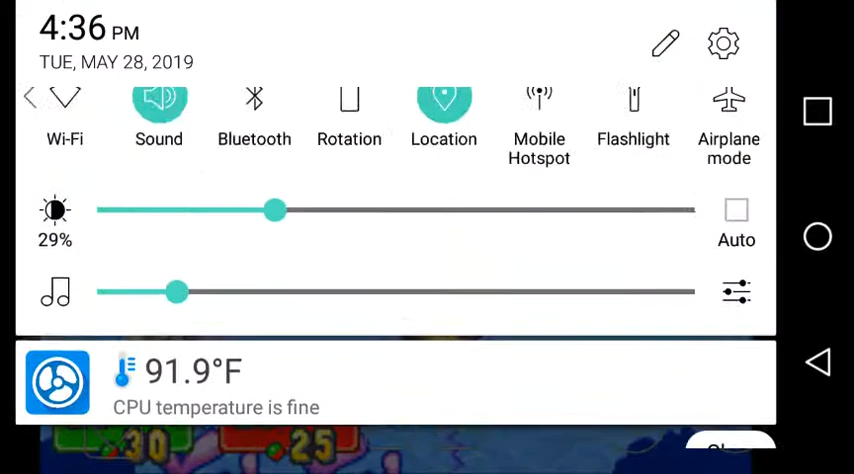 4:36 PM
TUE, MAY 28, 2019
Wi-Fi
Sound
Bluetooth
Rotation
Location
Mobile
Hotspot
Flashlight
Airplane
mode
29%
Auto
91.9°F
CPU temperature is fine
30
25